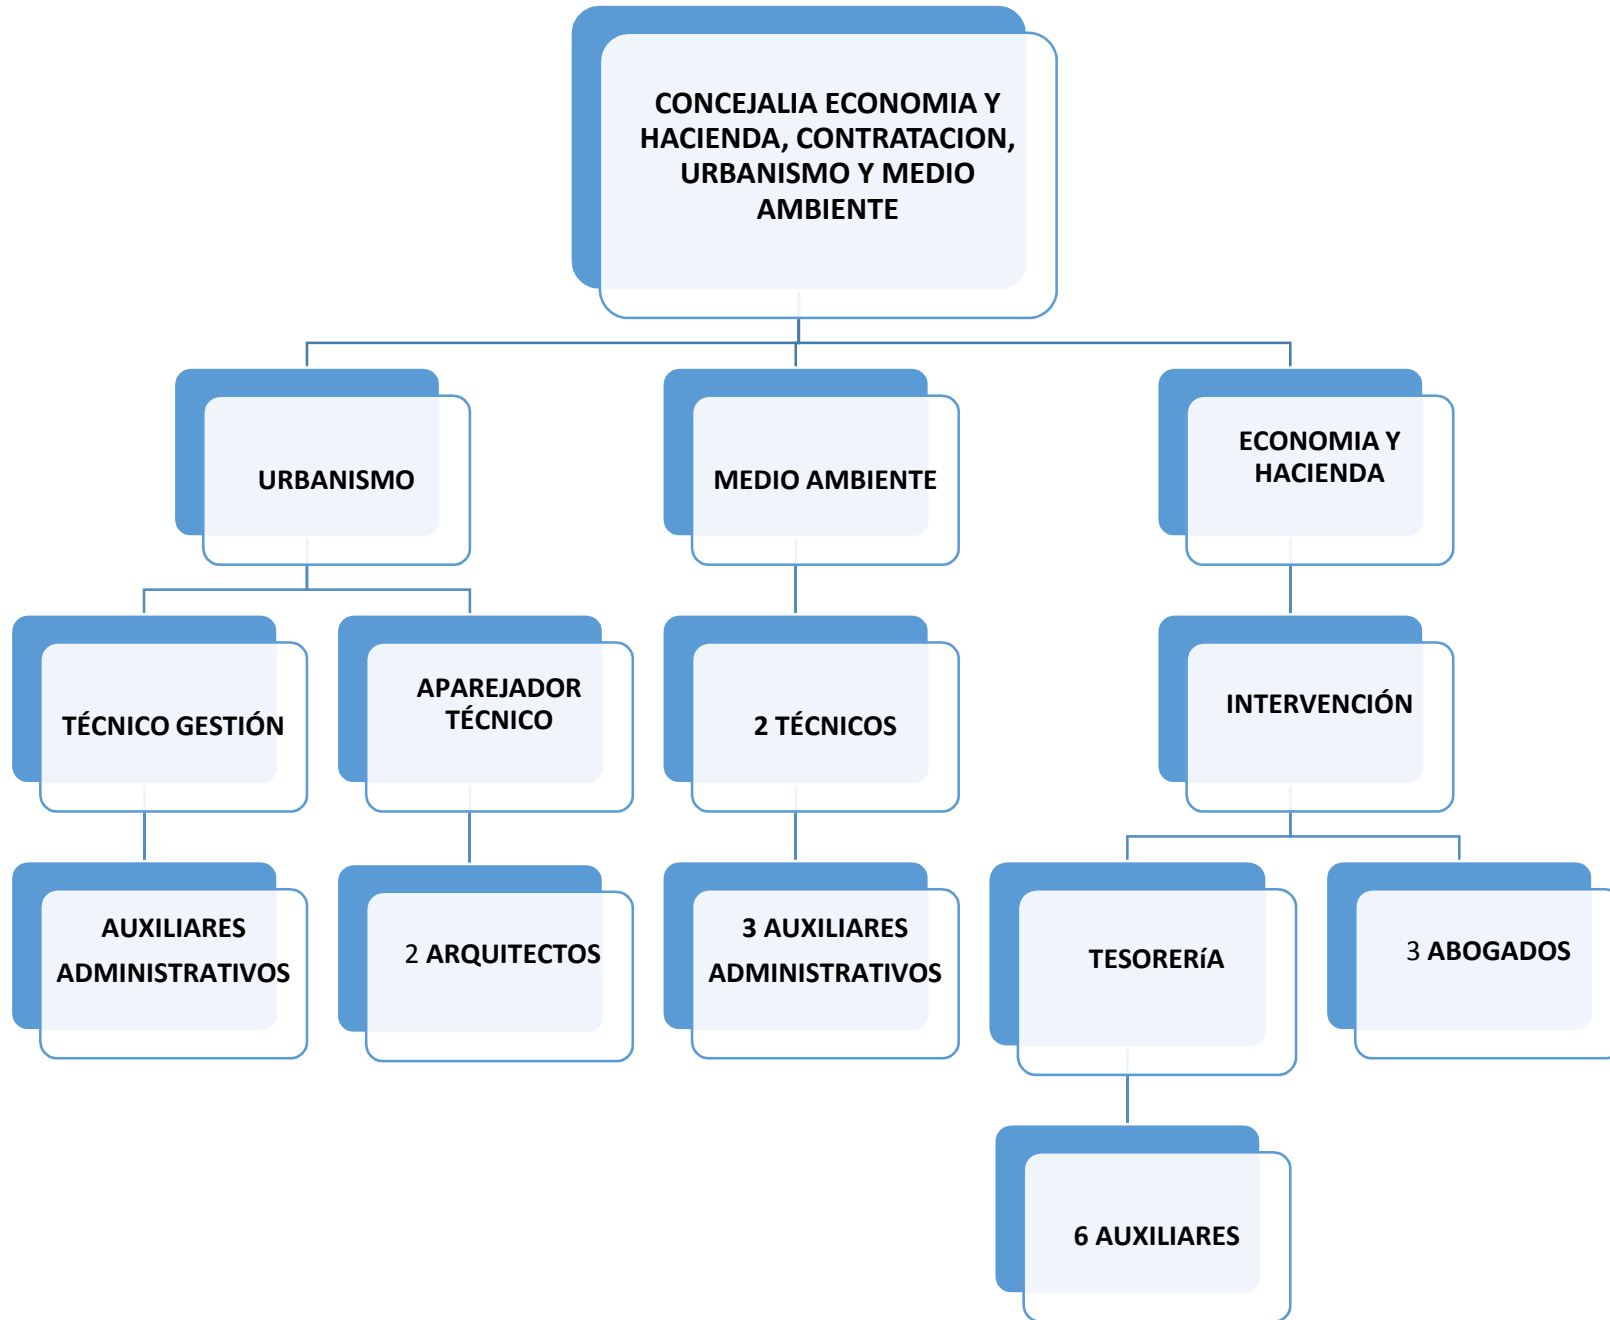 CONCEJALIA ECONOMIA Y
HACIENDA, CONTRATACION,
URBANISMO Y MEDIO
AMBIENTE
URBANISMO
MEDIO AMBIENTE
ECONOMIA Y
HACIENDA
TÉCNICO GESTIÓN
APAREJADOR
TÉCNICO
2 TÉCNICOS
INTERVENCIÓN
AUXILIARES
ADMINISTRATIVOS
2 ARQUITECTOS
3 AUXILIARES
ADMINISTRATIVOS
TESORERíA
3 ABOGADOS
6 AUXILIARES